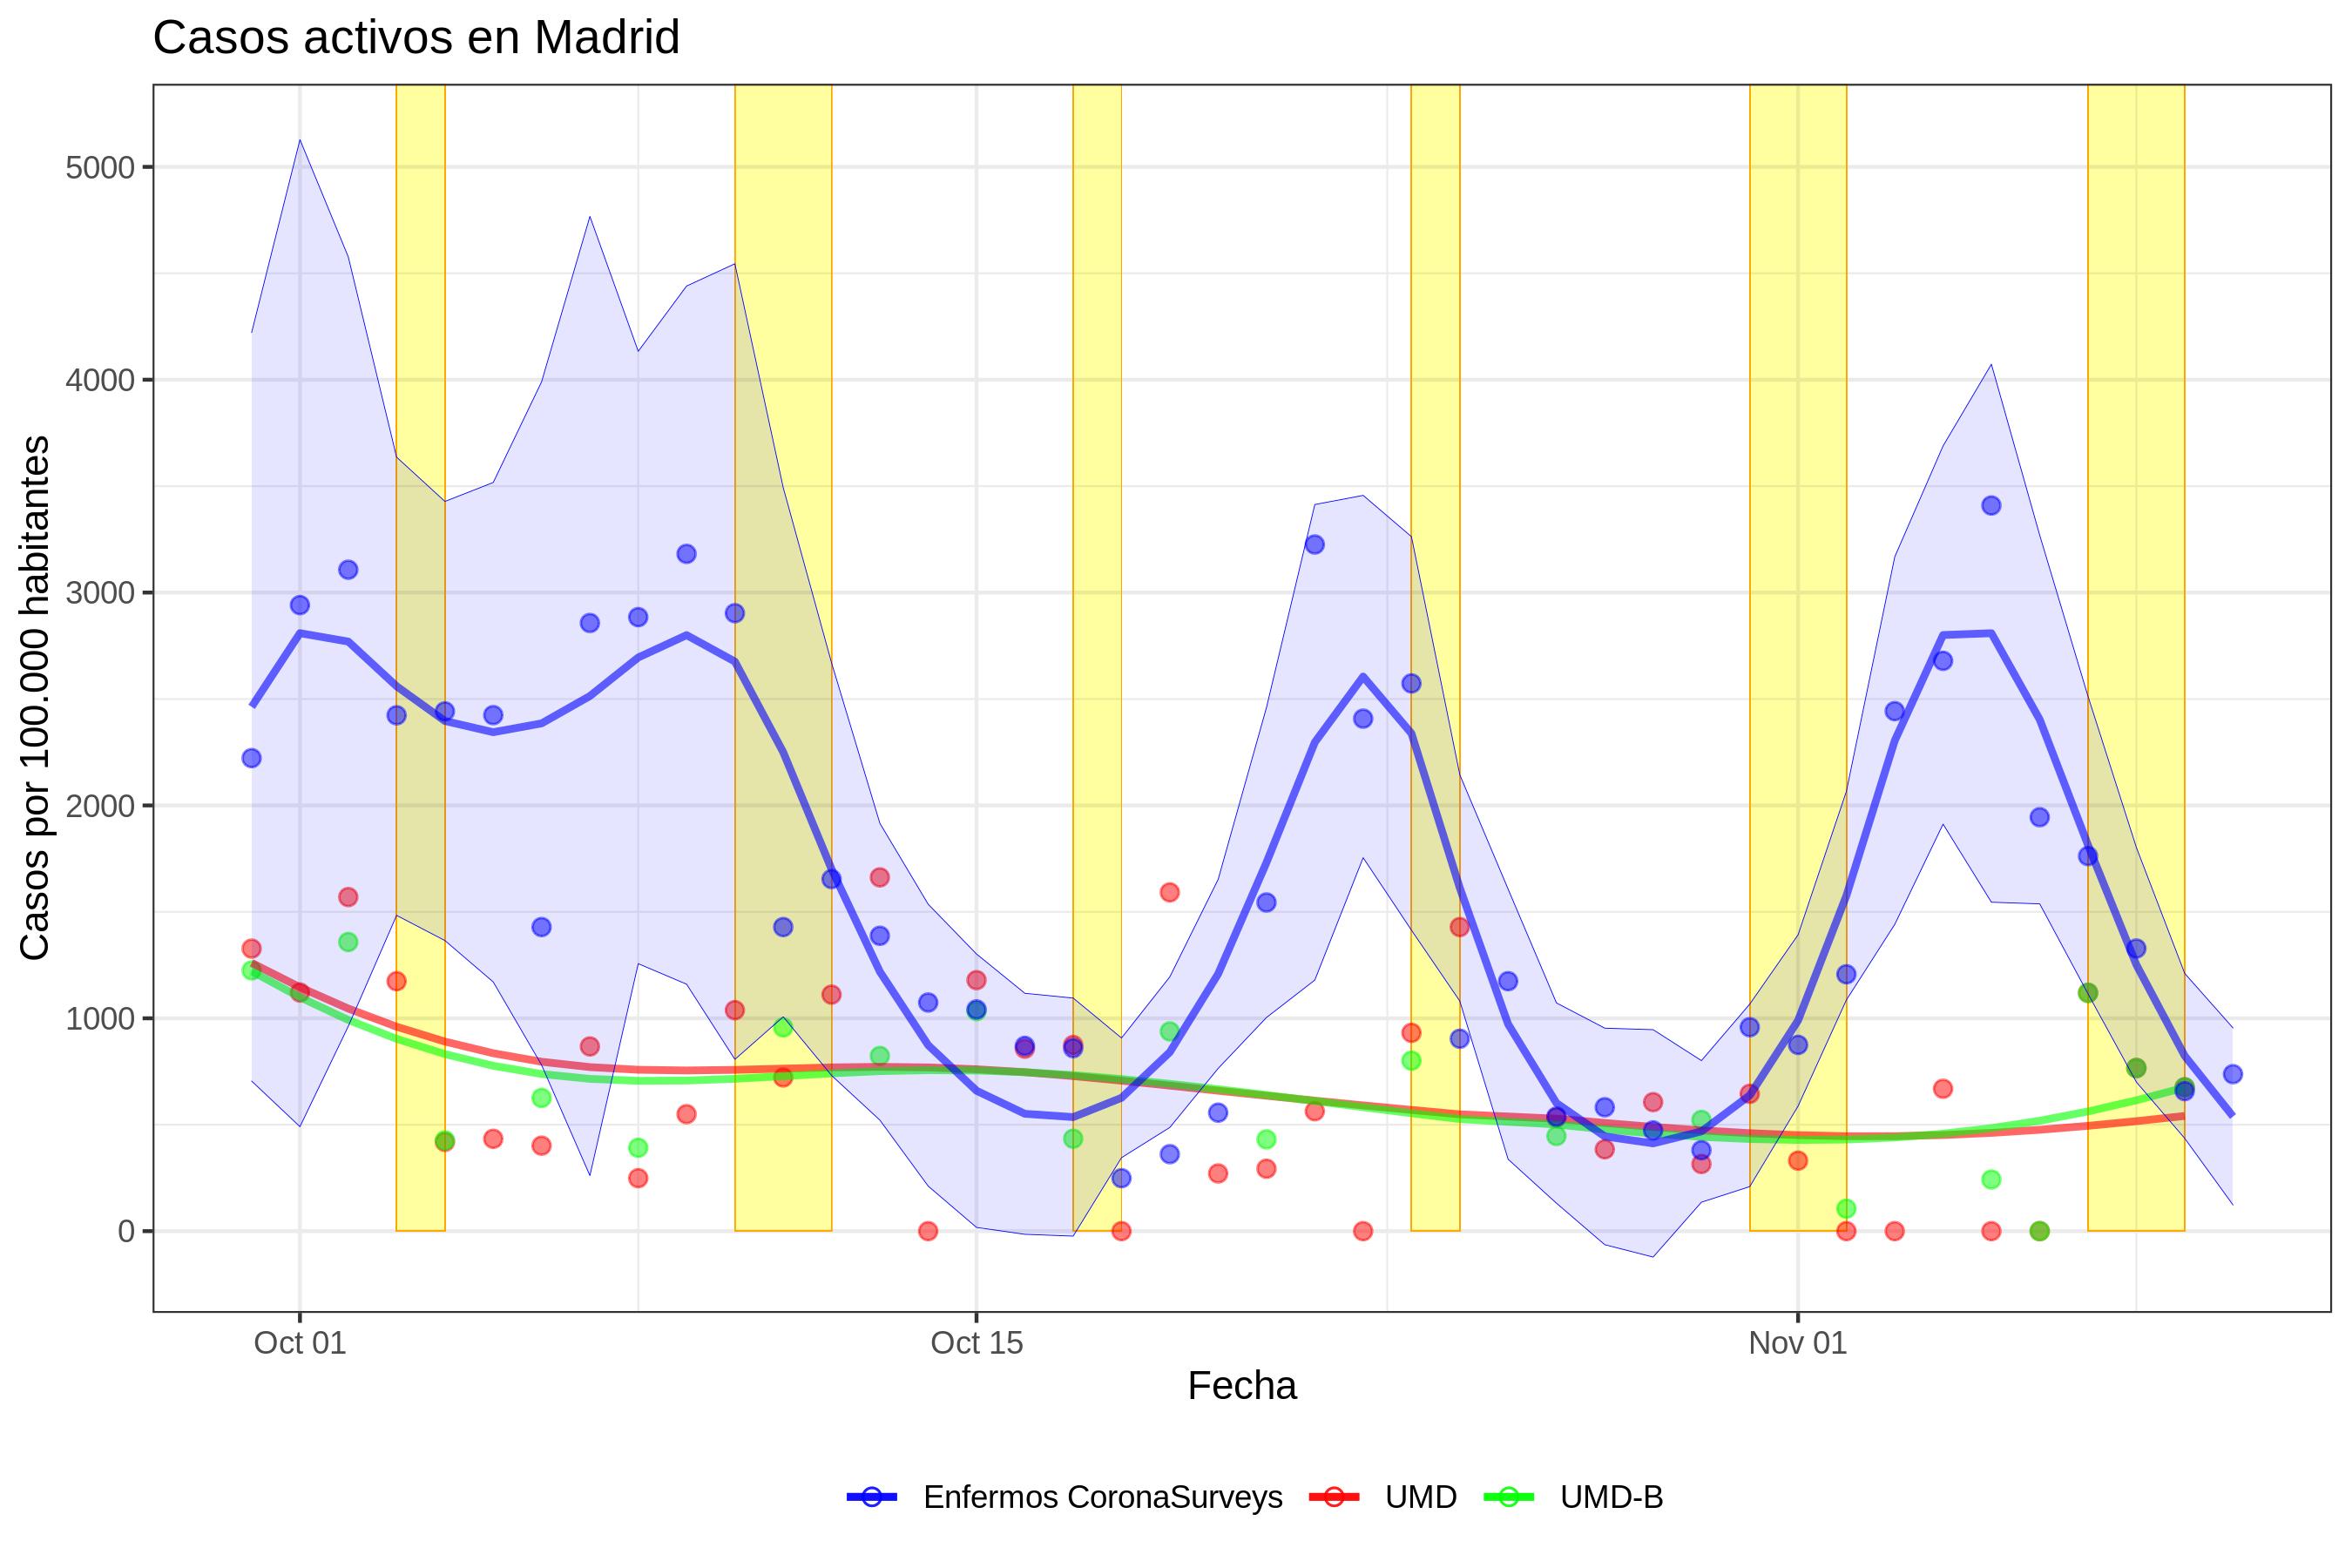 Casos activos en Madrid
Casos por 100.000 habitantes
5000
4000
3000
2000
1000
0
Oct 01 Oct 15 Nov 01
Fecha
Enfermos CoronaSurveys UMD UMD-B